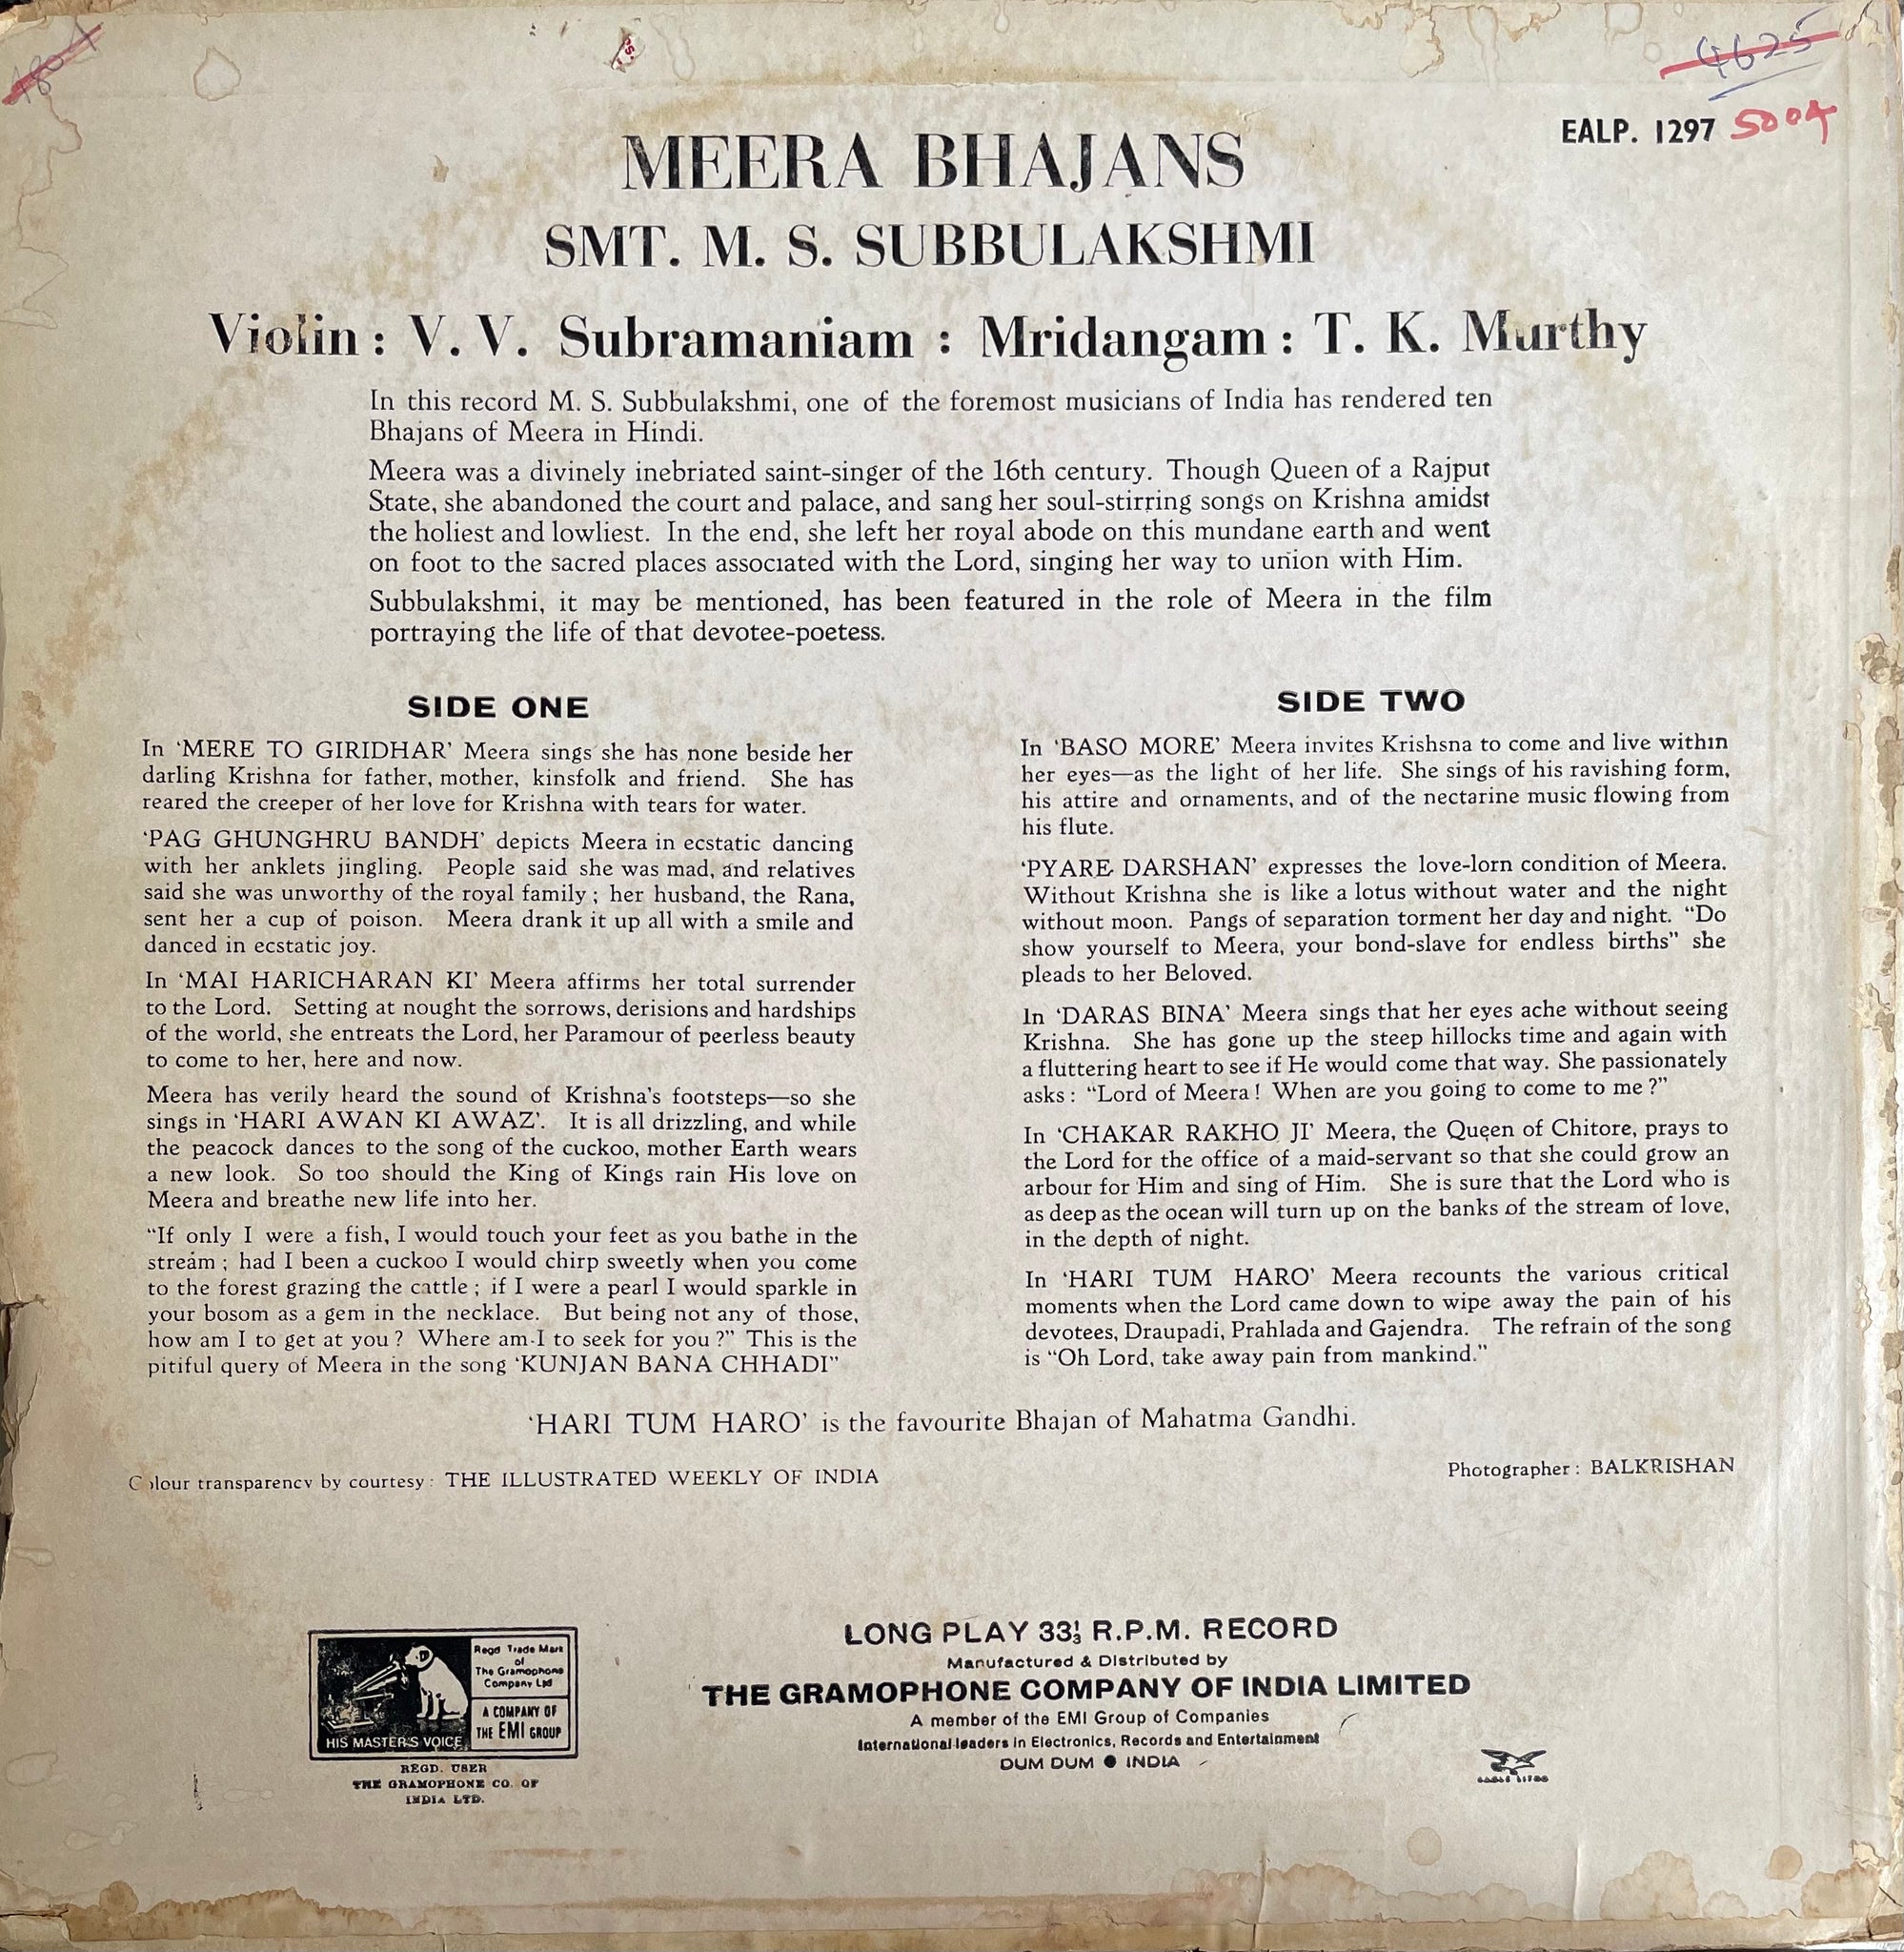 4625
EALP. 1297 5004
MEERA BHAJANS
SMT. M. S. SUBBULAKSHMI
Violin : V. V. Subramaniam : Mridangam : T. K. Murthy
In this record M. S. Subbulakshmi, one of the foremost musicians of India has rendered ten
Bhajans of Meera in Hindi.
Meera was a divinely inebriated saint-singer of the 16th century. Though Queen of a Rajput
State, she abandoned the court and palace, and sang her soul-stirring songs on Krishna amidst
the holiest and lowliest. In the end, she left her royal abode on this mundane earth and went
on foot to the sacred places associated with the Lord, singing her way to union with Him.
Subbulakshmi, it may be mentioned, has been featured in the role of Meera in the film
portraying the life of that devotee-poetess.
SIDE ONE
In ‘MERE TO GIRIDHAR’ Meera sings she has none beside her
darling Krishna for father, mother, kinsfolk and friend. She has
reared the creeper of her love for Krishna with tears for water.
‘PAG GHUNGHRU BANDH’ depicts Meera in ecstatic dancing
with her anklets jingling. People said she was mad, and relatives
said she was unworthy of the royal family ; her husband, the Rana,
sent her a cup of poison. Meera drank it up all with a smile and
danced in ecstatic joy.
In ‘MAI HARICHARAN KI’ Meera affirms her total surrender
to the Lord. Setting at nought the sorrows, derisions and hardships
of the world, she entreats the Lord, her Paramour of peerless beauty
to come to her, here and now.
Meera has verily heard the sound of Krishna’s footsteps—so she
sings in ‘HARI AWAN KI AWAZ’. It is all drizzling, and while
the peacock dances to the song of the cuckoo, mother Earth wears
a new look. So too should the King of Kings rain His love on
Meera and breathe new life into her.
“If only I were a fish, I would touch your feet as you bathe in the
stream ; had I been a cuckoo I would chirp sweetly when you come
to the forest grazing the cattle ; if I were a pearl I would sparkle in
your bosom as a gem in the necklace. But being not any of those,
how am I to get at you ? Where am I to seek for you ?” This is the
pitiful query of Meera in the song ‘KUNJAN BANA CHHADI”
SIDE TWO
In ‘BASO MORE’ Meera invites Krishsna to come and live within
her eyes—as the light of her life. She sings of his ravishing form,
his attire and ornaments, and of the nectarine music flowing from
his flute.
‘PYARE DARSHAN’ expresses the love-lorn condition of Meera.
Without Krishna she is like a lotus without water and the night
without moon. Pangs of separation torment her day and night. “Do
show yourself to Meera, your bond-slave for endless births” she
pleads to her Beloved.
In ‘DARAS BINA’ Meera sings that her eyes ache without seeing
Krishna. She has gone up the steep hillocks time and again with
a fluttering heart to see if He would come that way. She passionately
asks : “Lord of Meera ! When are you going to come to me ?”
In ‘CHAKAR RAKHO JI’ Meera, the Queen of Chitore, prays to
the Lord for the office of a maid-servant so that she could grow an
arbour for Him and sing of Him. She is sure that the Lord who is
as deep as the ocean will turn up on the banks of the stream of love,
in the depth of night.
In ‘HARI TUM HARO’ Meera recounts the various critical
moments when the Lord came down to wipe away the pain of his
devotees, Draupadi, Prahlada and Gajendra. The refrain of the song
is “Oh Lord, take away pain from mankind.”
‘HARI TUM HARO’ is the favourite Bhajan of Mahatma Gandhi.
Colour transparency by courtesy : THE ILLUSTRATED WEEKLY OF INDIA
Photographer : BALKRISHAN
Regd Trade Mark
of
The Gramophone
Company Ltd
A COMPANY OF
THE EMI GROUP
HIS MASTER'S VOICE
REGD. USER
THE GRAMOPHONE CO. OF
INDIA LTD.
LONG PLAY 33⅓ R.P.M. RECORD
Manufactured & Distributed by
THE GRAMOPHONE COMPANY OF INDIA LIMITED
A member of the EMI Group of Companies
International leaders in Electronics, Records and Entertainment
DUM DUM ● INDIA
EAGLE LITHO